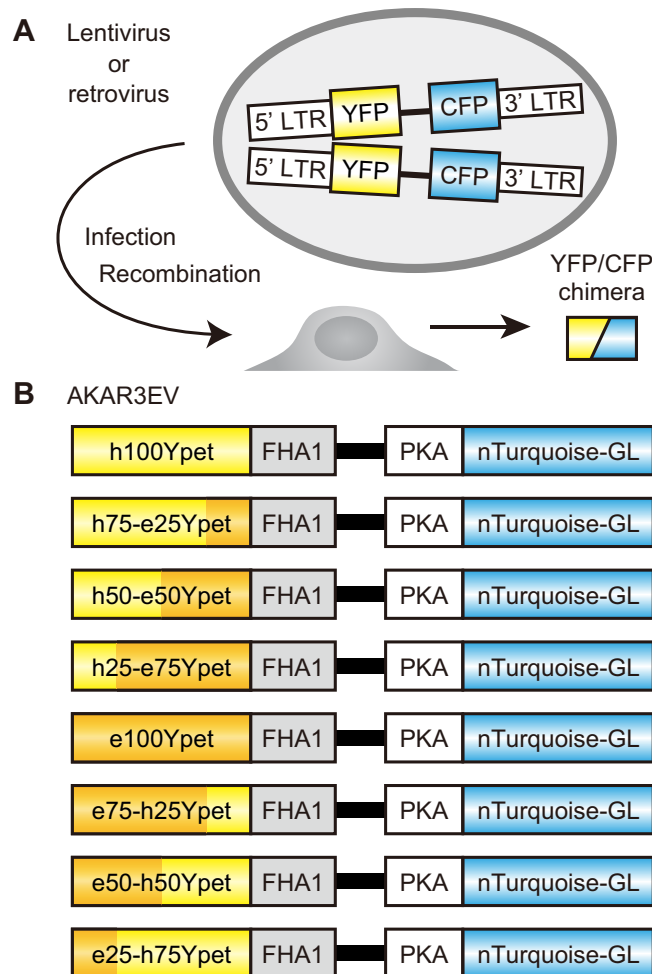 A
Lentivirus
or
retrovirus
5' LTR YFP CFP 3' LTR
5' LTR YFP CFP 3' LTR
Infection
Recombination
YFP/CFP
chimera
B AKAR3EV
h100Ypet FHA1 PKA nTurquoise-GL
h75-e25Ypet FHA1 PKA nTurquoise-GL
h50-e50Ypet FHA1 PKA nTurquoise-GL
h25-e75Ypet FHA1 PKA nTurquoise-GL
e100Ypet FHA1 PKA nTurquoise-GL
e75-h25Ypet FHA1 PKA nTurquoise-GL
e50-h50Ypet FHA1 PKA nTurquoise-GL
e25-h75Ypet FHA1 PKA nTurquoise-GL